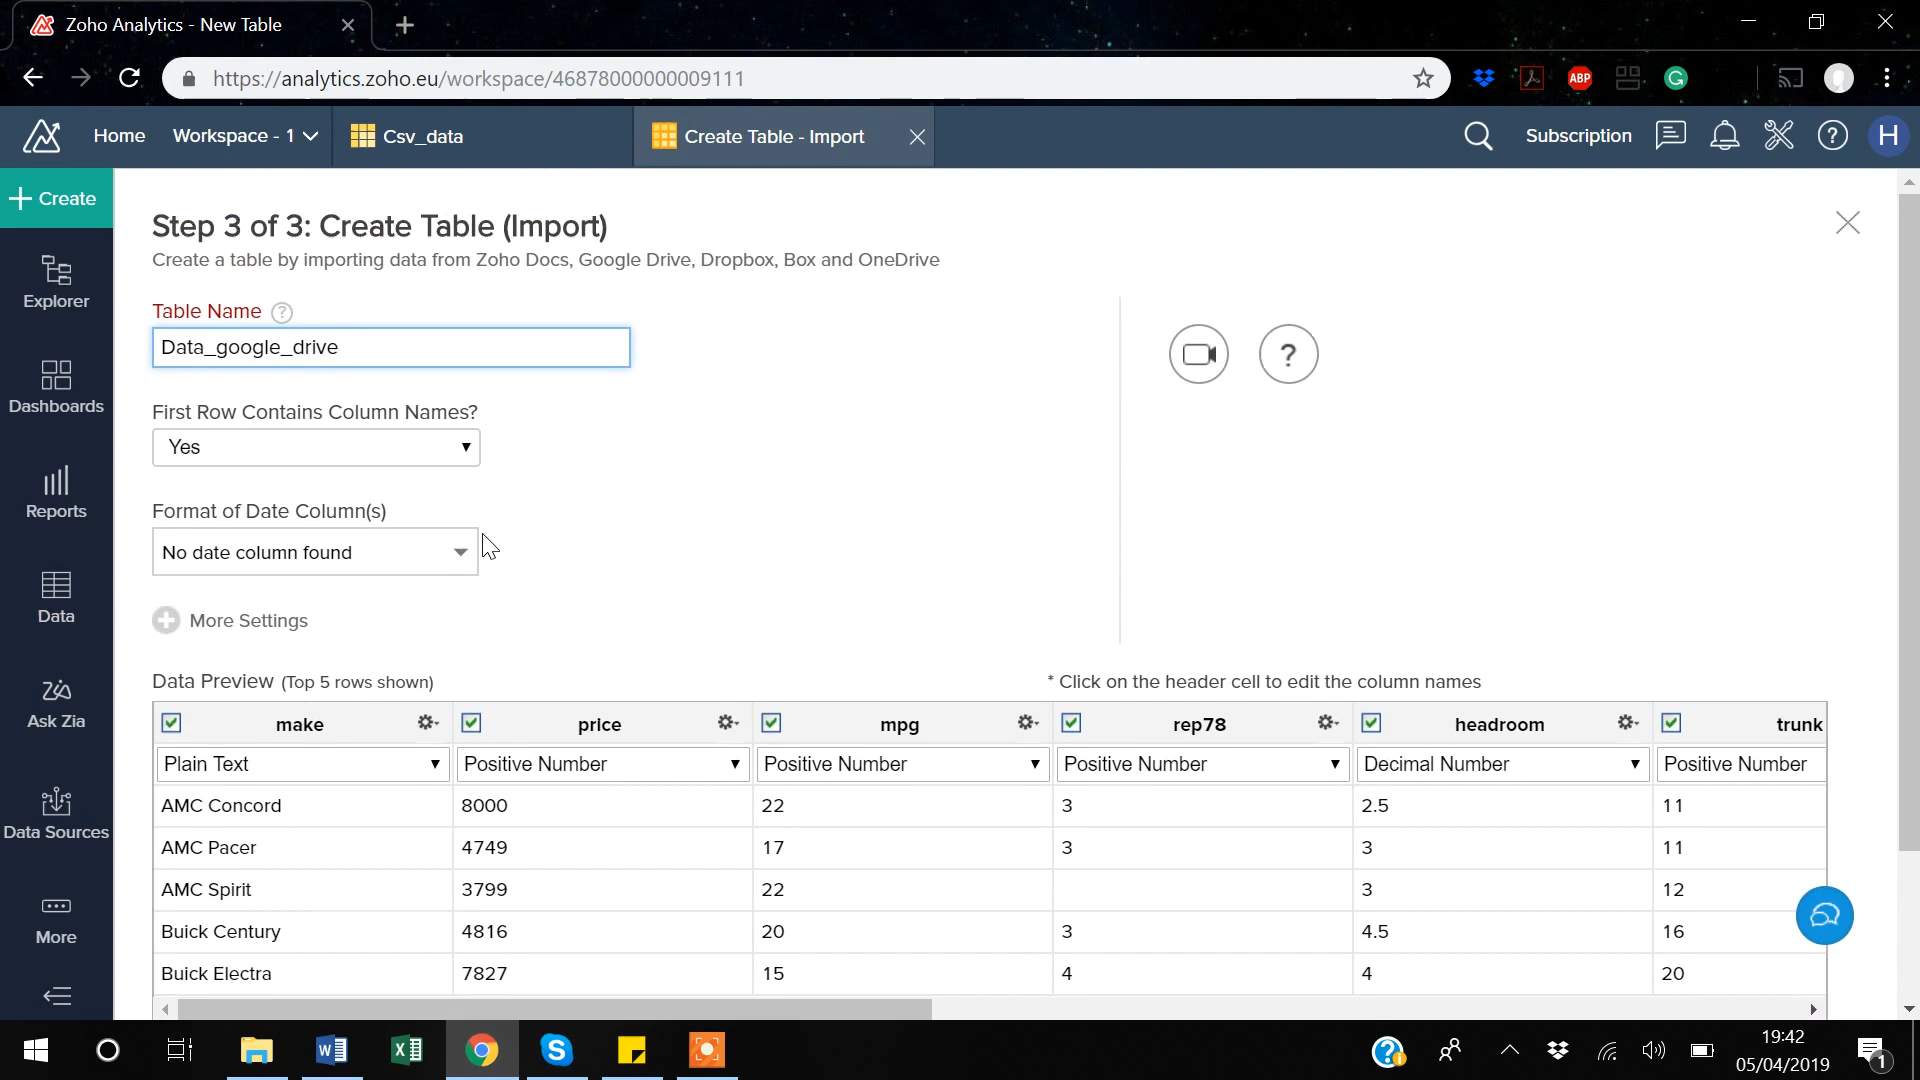 Zoho Analytics - New Table
https://analytics.zoho.eu/workspace/46878000000009111
ABP
Home
Workspace - 1
Csv_data
Create Table - Import
Subscription
H
Create
Explorer
Dashboards
Reports
Data
Ask Zia
Data Sources
More
Step 3 of 3: Create Table (Import)
Create a table by importing data from Zoho Docs, Google Drive, Dropbox, Box and OneDrive
Table Name ?
Data_google_drive
First Row Contains Column Names?
Yes
Format of Date Column(s)
No date column found
More Settings
Data Preview (Top 5 rows shown)
* Click on the header cell to edit the column names
make price mpg rep78 headroom trunk
Plain Text Positive Number Positive Number Positive Number Decimal Number Positive Number
AMC Concord 8000 22 3 2.5 11
AMC Pacer 4749 17 3 3 11
AMC Spirit 3799 22 3 12
Buick Century 4816 20 3 4.5 16
Buick Electra 7827 15 4 4 20
19:42
05/04/2019
1